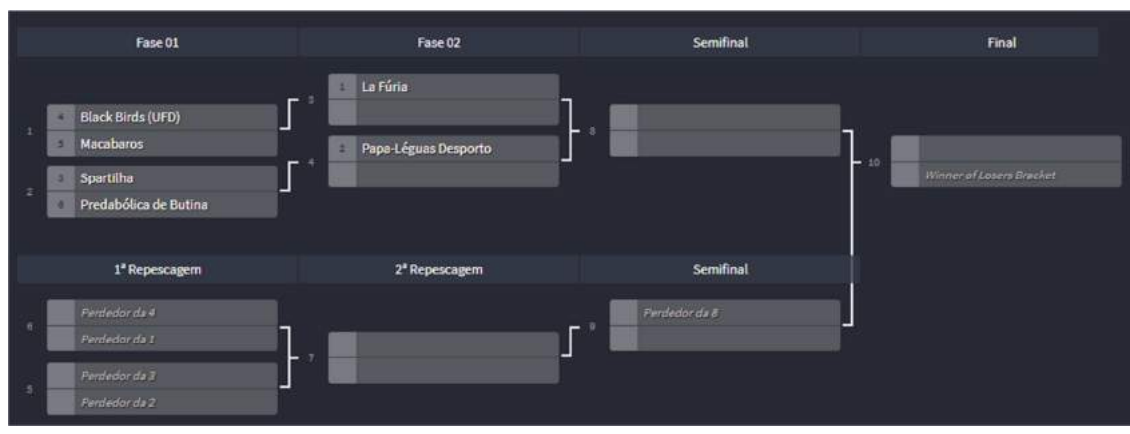 Fase 01
Fase 02
Semifinal
Final
1 La Fúria
3
4 Black Birds (UFD)
1
5 Macabaros
2 Papa-Léguas Desporto
4
3 Spartilha
2
6 Predabólica de Butina
8
10
Winner of Losers Bracket
1ª Repescagem
2ª Repescagem
Semifinal
Perdedor da 4
6
Perdedor da 1
Perdedor da 3
5
Perdedor da 2
7
Perdedor da 8
9